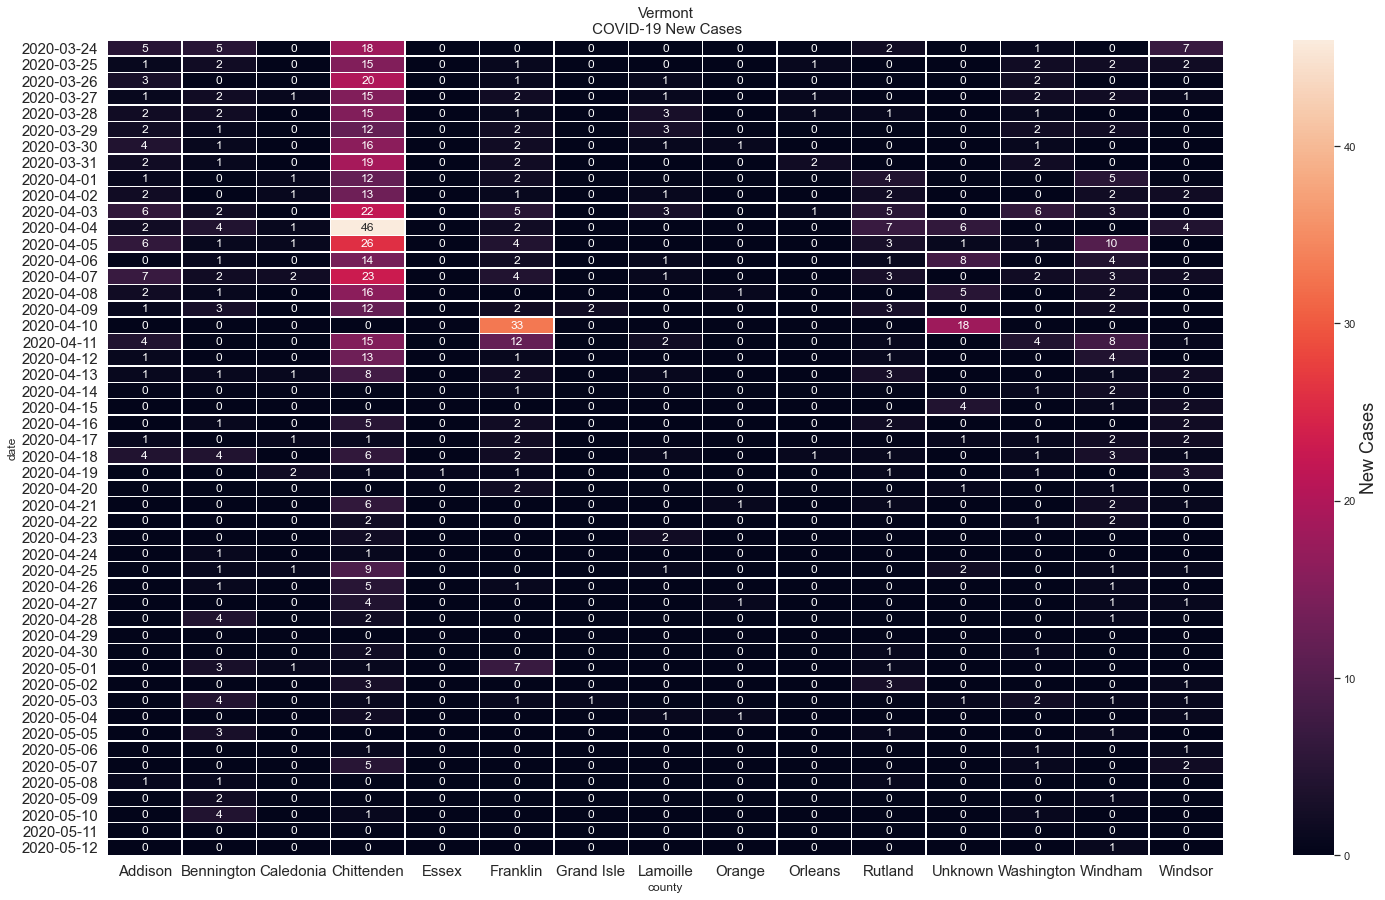 Vermont
COVID-19 New Cases
2020-03-24 5 5 0 18 0 0 0 0 0 0 2 0 1 0 7
2020-03-25 1 2 0 15 0 1 0 0 0 1 0 0 2 2 2
2020-03-26 3 0 0 20 0 1 0 1 0 0 0 0 2 0 0
2020-03-27 1 2 1 15 0 2 0 1 0 1 0 0 2 2 1
2020-03-28 2 2 0 15 0 1 0 3 0 1 1 0 1 0 0
2020-03-29 2 1 0 12 0 2 0 3 0 0 0 0 2 2 0
2020-03-30 4 1 0 16 0 2 0 1 1 0 0 0 1 0 0
2020-03-31 2 1 0 19 0 2 0 0 0 2 0 0 2 0 0
2020-04-01 1 0 1 12 0 2 0 0 0 0 4 0 0 5 0
2020-04-02 2 0 1 13 0 1 0 1 0 0 2 0 0 2 2
2020-04-03 6 2 0 22 0 5 0 3 0 1 5 0 6 3 0
2020-04-04 2 4 1 46 0 2 0 0 0 0 7 6 0 0 4
2020-04-05 6 1 1 26 0 4 0 0 0 0 3 1 1 10 0
2020-04-06 0 1 0 14 0 2 0 1 0 0 1 8 0 4 0
2020-04-07 7 2 2 23 0 4 0 1 0 0 3 0 2 3 2
2020-04-08 2 1 0 16 0 0 0 0 1 0 0 5 0 2 0
2020-04-09 1 3 0 12 0 2 2 0 0 0 3 0 0 2 0
2020-04-10 0 0 0 0 0 33 0 0 0 0 0 18 0 0 0
2020-04-11 4 0 0 15 0 12 0 2 0 0 1 0 4 8 1
2020-04-12 1 0 0 13 0 1 0 0 0 0 1 0 0 4 0
2020-04-13 1 1 1 8 0 2 0 1 0 0 3 0 0 1 2
2020-04-14 0 0 0 0 0 1 0 0 0 0 0 0 1 2 0
2020-04-15 0 0 0 0 0 0 0 0 0 0 0 4 0 1 2
2020-04-16 0 1 0 5 0 2 0 0 0 0 2 0 0 0 2
2020-04-17 1 0 1 1 0 2 0 0 0 0 0 1 1 2 2
2020-04-18 4 4 0 6 0 2 0 1 0 1 1 0 1 3 1
2020-04-19 0 0 2 1 1 1 0 0 0 0 1 0 1 0 3
2020-04-20 0 0 0 0 0 2 0 0 0 0 0 1 0 1 0
2020-04-21 0 0 0 6 0 0 0 0 1 0 1 0 0 2 1
2020-04-22 0 0 0 2 0 0 0 0 0 0 0 0 1 2 0
2020-04-23 0 0 0 2 0 0 0 2 0 0 0 0 0 0 0
2020-04-24 0 1 0 1 0 0 0 0 0 0 0 0 0 0 0
2020-04-25 0 1 1 9 0 0 0 1 0 0 0 2 0 1 1
2020-04-26 0 1 0 5 0 1 0 0 0 0 0 0 0 1 0
2020-04-27 0 0 0 4 0 0 0 0 1 0 0 0 0 1 1
2020-04-28 0 4 0 2 0 0 0 0 0 0 0 0 0 1 0
2020-04-29 0 0 0 0 0 0 0 0 0 0 0 0 0 0 0
2020-04-30 0 0 0 2 0 0 0 0 0 0 1 0 1 0 0
2020-05-01 0 3 1 1 0 7 0 0 0 0 1 0 0 0 0
2020-05-02 0 0 0 3 0 0 0 0 0 0 3 0 0 0 1
2020-05-03 0 4 0 1 0 1 1 0 0 0 0 1 2 1 1
2020-05-04 0 0 0 2 0 0 0 1 1 0 0 0 0 0 1
2020-05-05 0 3 0 0 0 0 0 0 0 0 1 0 0 1 0
2020-05-06 0 0 0 1 0 0 0 0 0 0 0 0 1 0 1
2020-05-07 0 0 0 5 0 0 0 0 0 0 0 0 1 0 2
2020-05-08 1 1 0 0 0 0 0 0 0 0 1 0 0 0 0
2020-05-09 0 2 0 0 0 0 0 0 0 0 0 0 0 1 0
2020-05-10 0 4 0 1 0 0 0 0 0 0 0 0 1 0 0
2020-05-11 0 0 0 0 0 0 0 0 0 0 0 0 0 0 0
2020-05-12 0 0 0 0 0 0 0 0 0 0 0 0 0 1 0
Addison Bennington Caledonia Chittenden Essex Franklin Grand Isle Lamoille Orange Orleans Rutland Unknown Washington Windham Windsor
county
date
40
30
20
10
0
New Cases